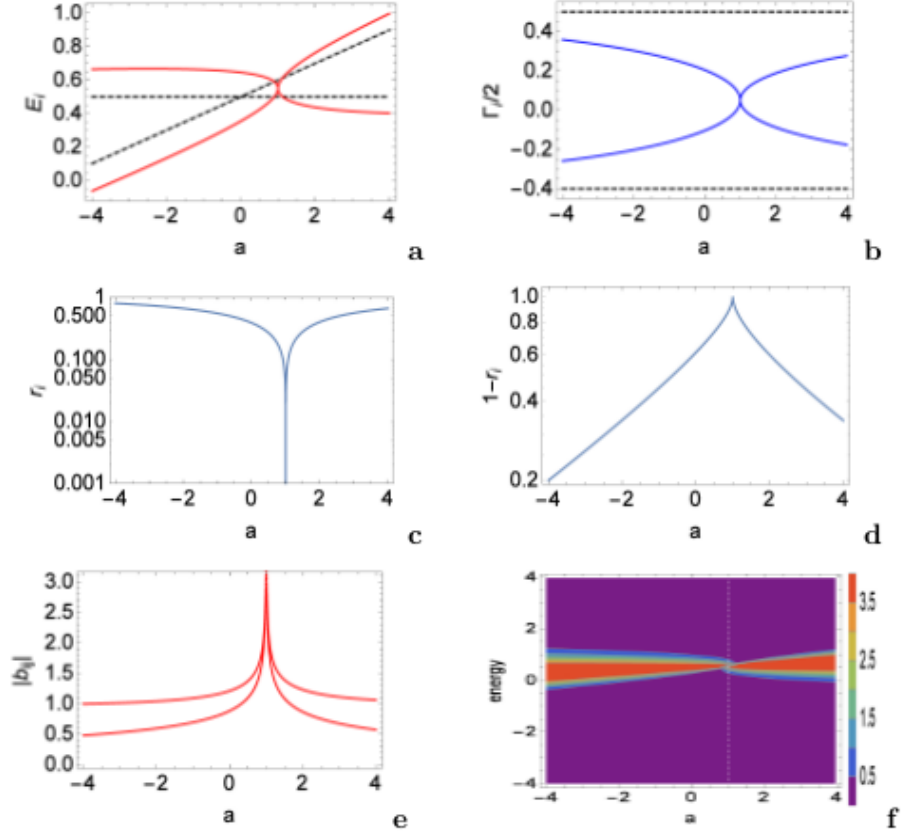 1.0
0.8
0.6
0.4
0.2
0.0
E_i
−4 −2 0 2 4
a
a
0.4
0.2
0.0
−0.2
−0.4
Γ_i/2
−4 −2 0 2 4
a
b
1
0.500
0.100
0.050
0.010
0.005
0.001
r_i
−4 −2 0 2 4
a
c
1.0
0.8
0.6
0.4
0.2
1−r_i
−4 −2 0 2 4
a
d
3.0
2.5
2.0
1.5
1.0
0.5
0.0
|b_ij|
−4 −2 0 2 4
a
e
4
2
0
−2
−4
energy
−4 −2 0 2 4
a
3.5
2.5
1.5
0.5
f